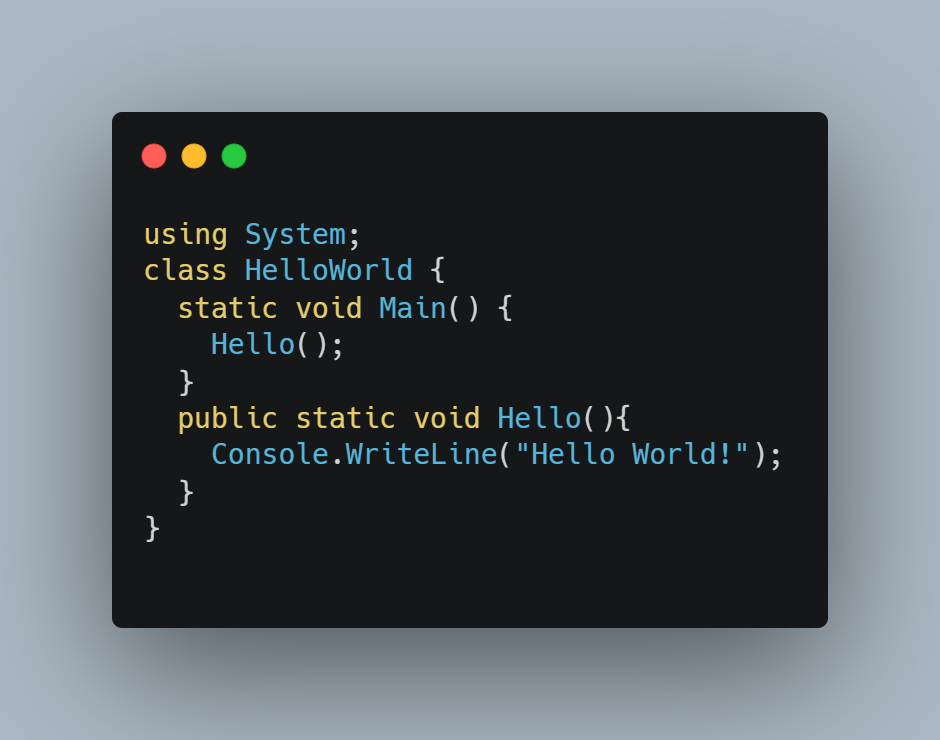 using System;
class HelloWorld {
  static void Main() {
    Hello();
  }
  public static void Hello(){
    Console.WriteLine("Hello World!");
  }
}